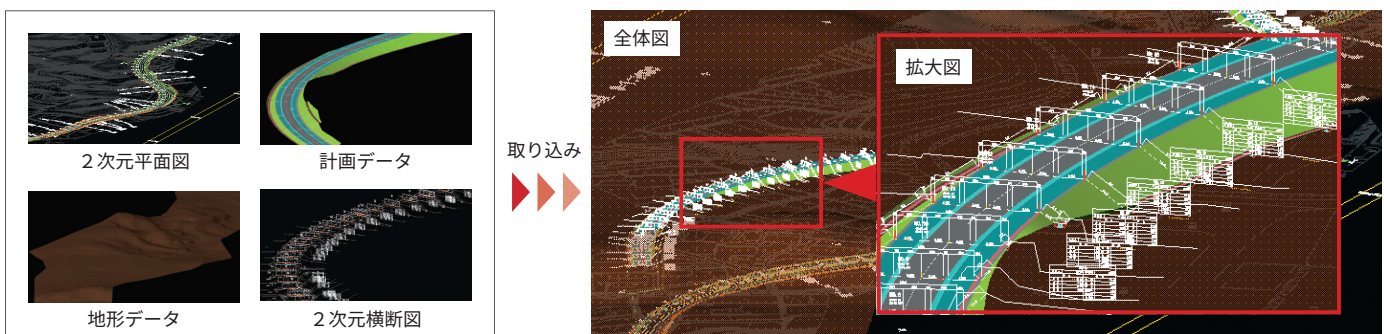 ２次元平面図
計画データ
地形データ
２次元横断図
取り込み
全体図
拡大図